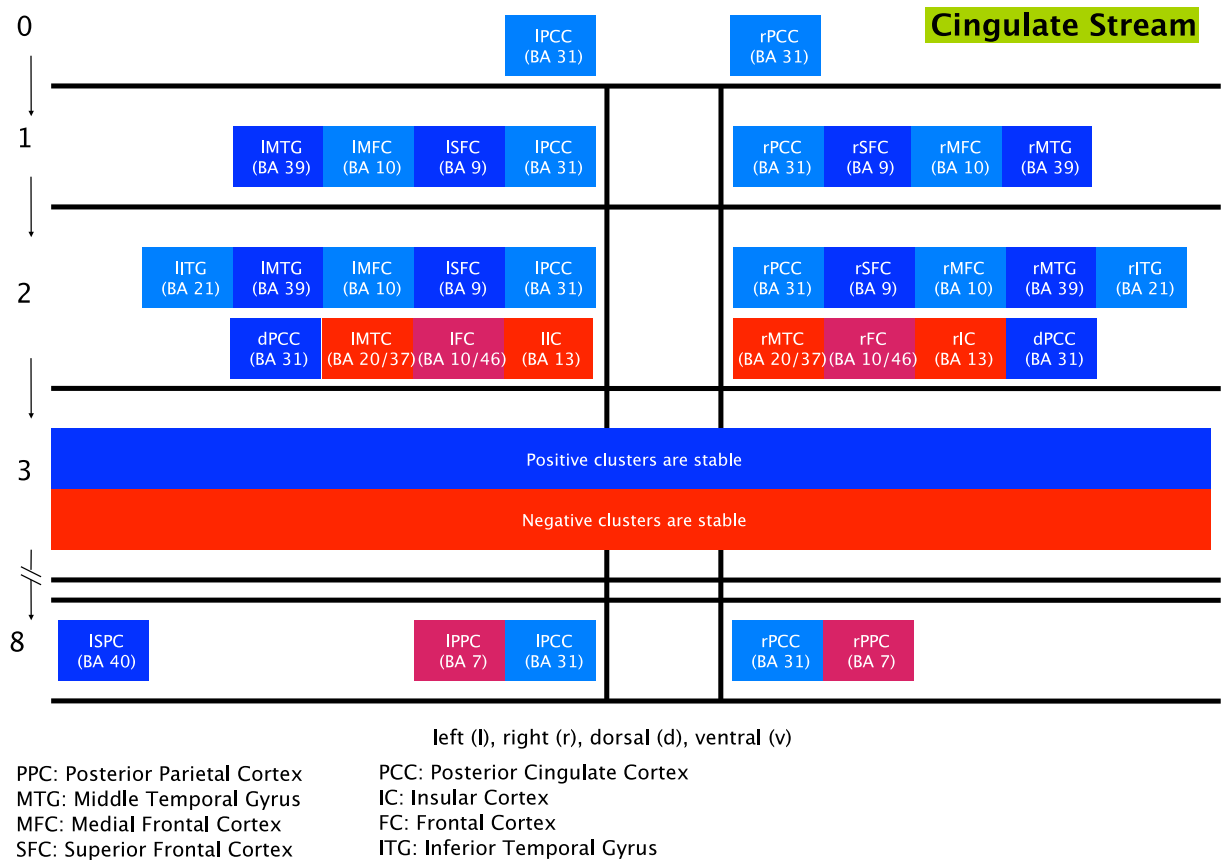 0
lPCC
(BA 31)
rPCC
(BA 31)
Cingulate Stream
1
lMTG
(BA 39)
lMFC
(BA 10)
lSFC
(BA 9)
lPCC
(BA 31)
rPCC
(BA 31)
rSFC
(BA 9)
rMFC
(BA 10)
rMTG
(BA 39)
2
lITG
(BA 21)
lMTG
(BA 39)
lMFC
(BA 10)
lSFC
(BA 9)
lPCC
(BA 31)
rPCC
(BA 31)
rSFC
(BA 9)
rMFC
(BA 10)
rMTG
(BA 39)
rITG
(BA 21)
dPCC
(BA 31)
lMTC
(BA 20/37)
lFC
(BA 10/46)
lIC
(BA 13)
rMTC
(BA 20/37)
rFC
(BA 10/46)
rIC
(BA 13)
dPCC
(BA 31)
3
Positive clusters are stable
Negative clusters are stable
8
lSPC
(BA 40)
lPPC
(BA 7)
lPCC
(BA 31)
rPCC
(BA 31)
rPPC
(BA 7)
left (l), right (r), dorsal (d), ventral (v)
PPC: Posterior Parietal Cortex
MTG: Middle Temporal Gyrus
MFC: Medial Frontal Cortex
SFC: Superior Frontal Cortex
PCC: Posterior Cingulate Cortex
IC: Insular Cortex
FC: Frontal Cortex
ITG: Inferior Temporal Gyrus